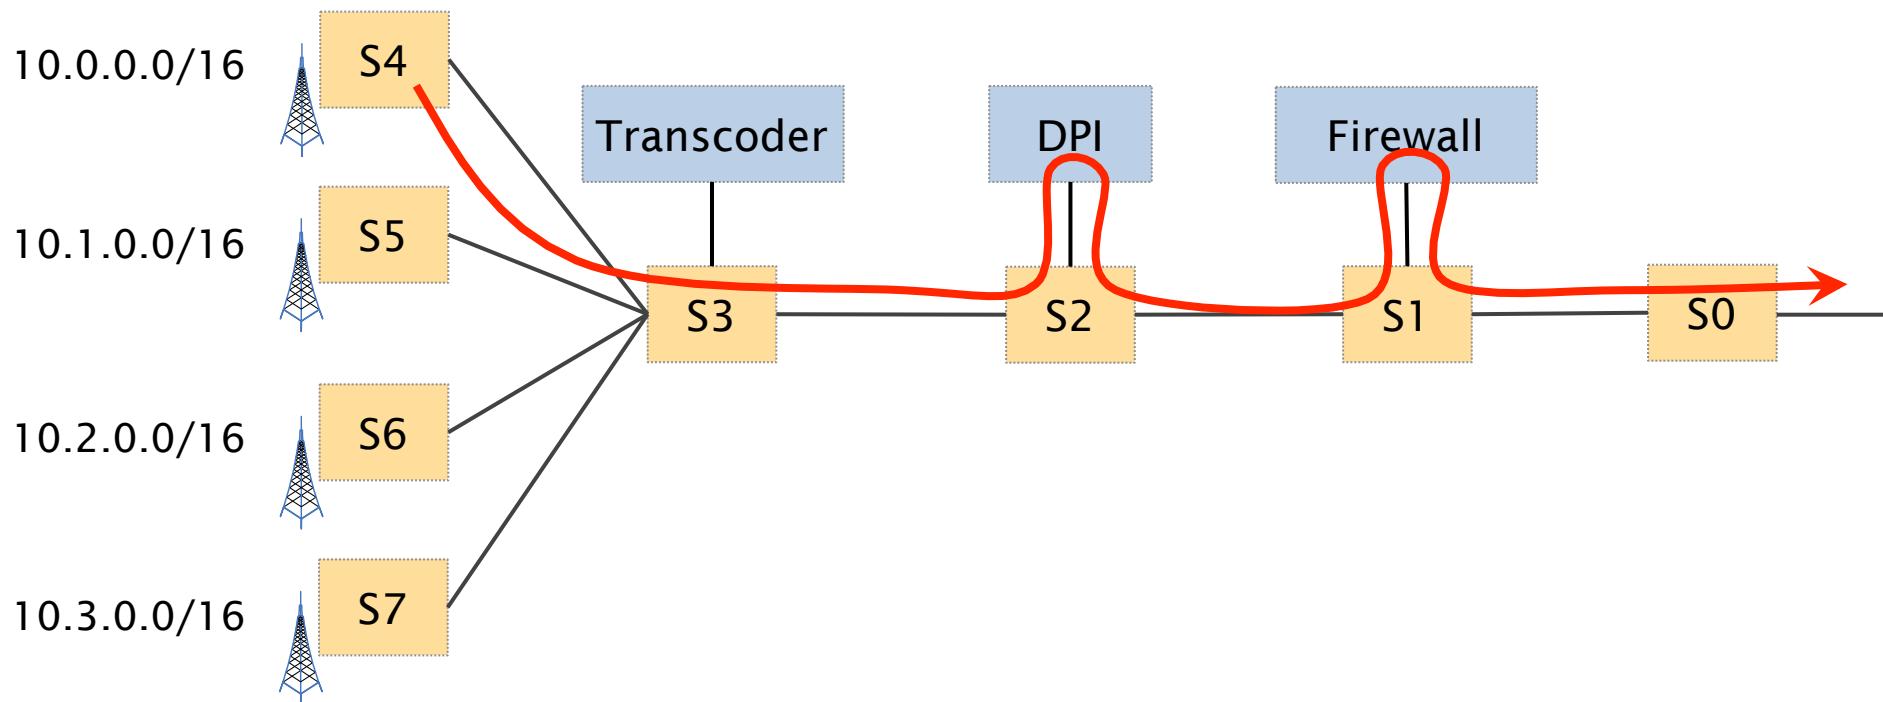 10.0.0.0/16
S4
Transcoder
DPI
Firewall
10.1.0.0/16
S5
S3
S2
S1
S0
10.2.0.0/16
S6
10.3.0.0/16
S7